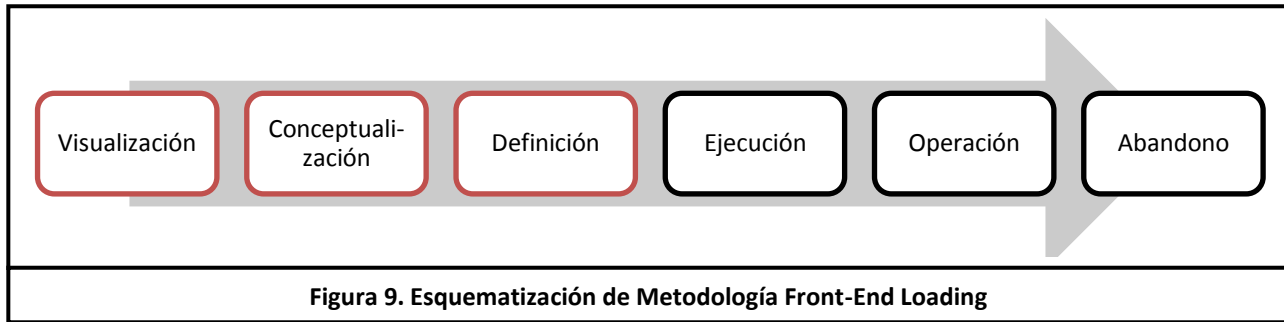 Visualización
Conceptuali-
zación
Definición
Ejecución
Operación
Abandono
Figura 9. Esquematización de Metodología Front-End Loading